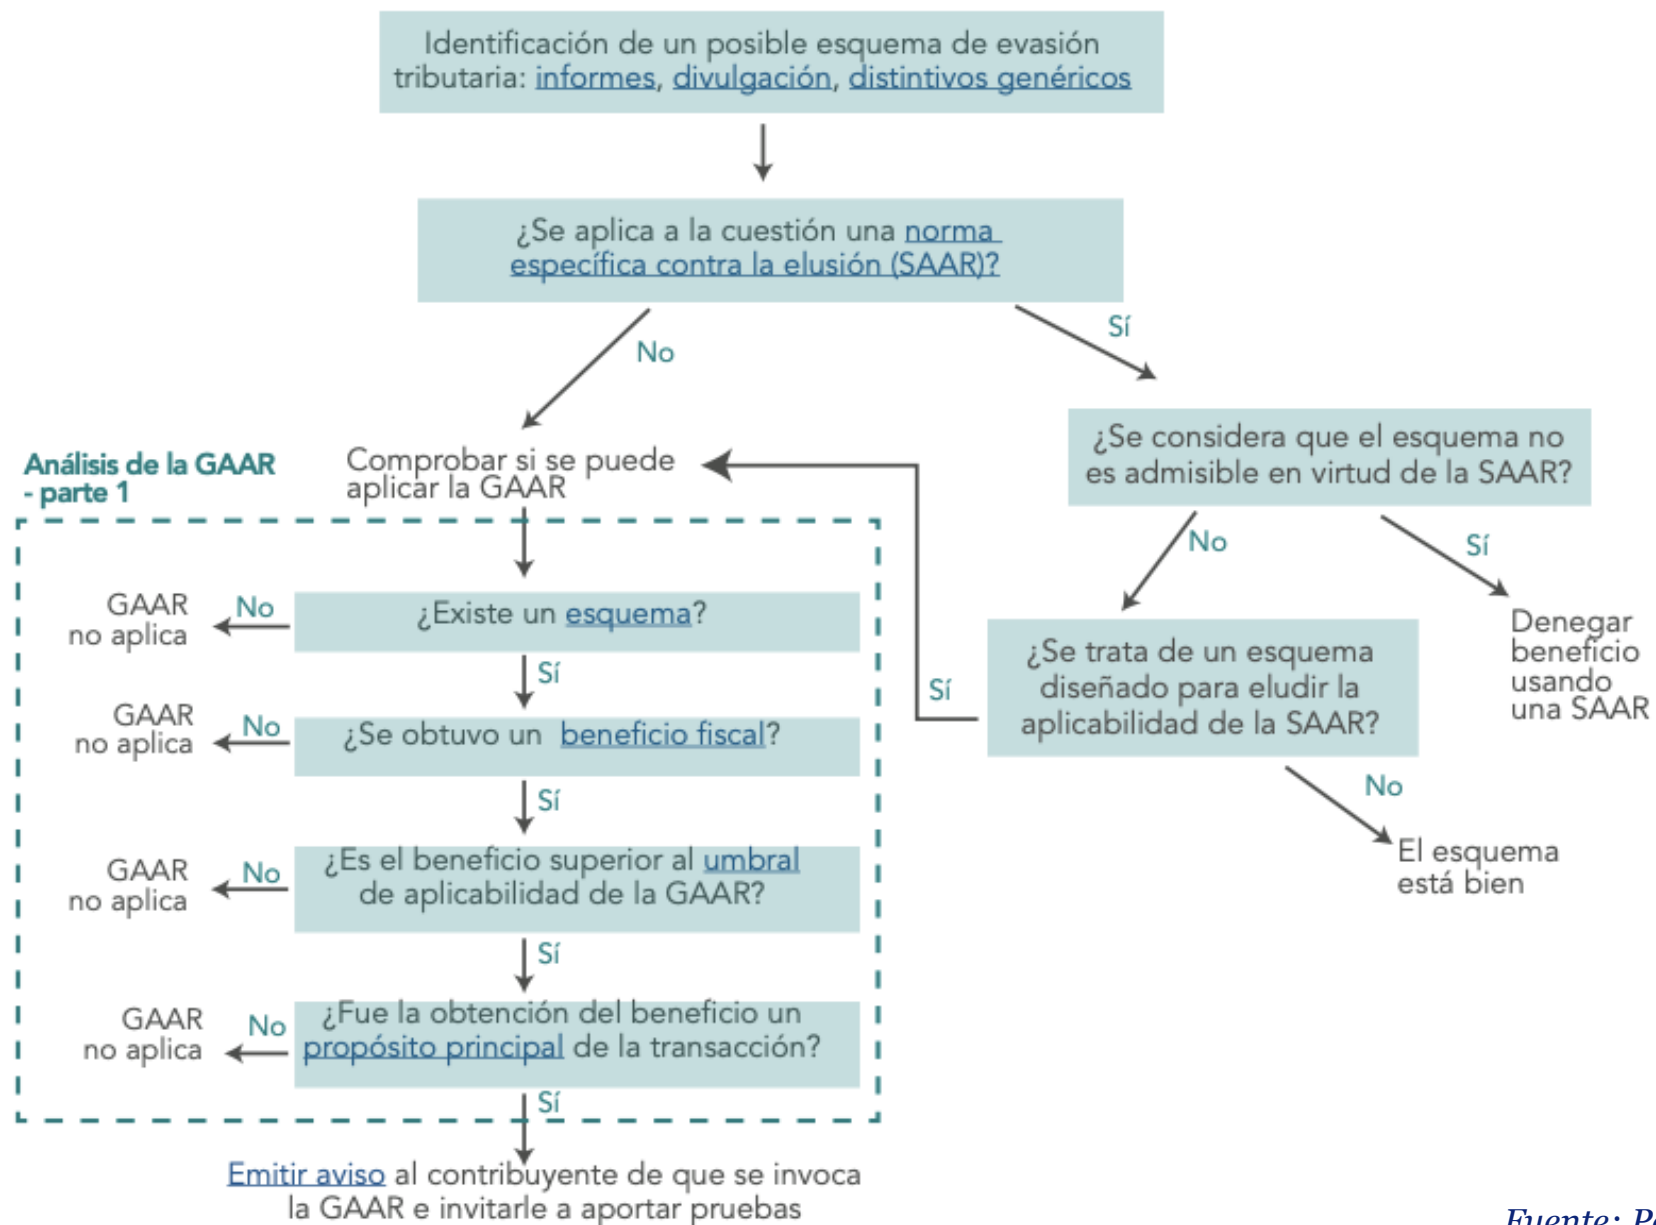 Identificación de un posible esquema de evasión
tributaria: informes, divulgación, distintivos genéricos
¿Se aplica a la cuestión una norma
específica contra la elusión (SAAR)?
No
Sí
¿Se considera que el esquema no
es admisible en virtud de la SAAR?
Análisis de la GAAR
- parte 1
Comprobar si se puede
aplicar la GAAR
No
Sí
GAAR
no aplica
No
¿Existe un esquema?
Denegar
beneficio
usando
una SAAR
¿Se trata de un esquema
diseñado para eludir la
aplicabilidad de la SAAR?
Sí
Sí
GAAR
no aplica
No
¿Se obtuvo un beneficio fiscal?
No
Sí
El esquema
está bien
GAAR
no aplica
No
¿Es el beneficio superior al umbral
de aplicabilidad de la GAAR?
Sí
GAAR
no aplica
No
¿Fue la obtención del beneficio un
propósito principal de la transacción?
Sí
Emitir aviso al contribuyente de que se invoca
la GAAR e invitarle a aportar pruebas
Fuente: